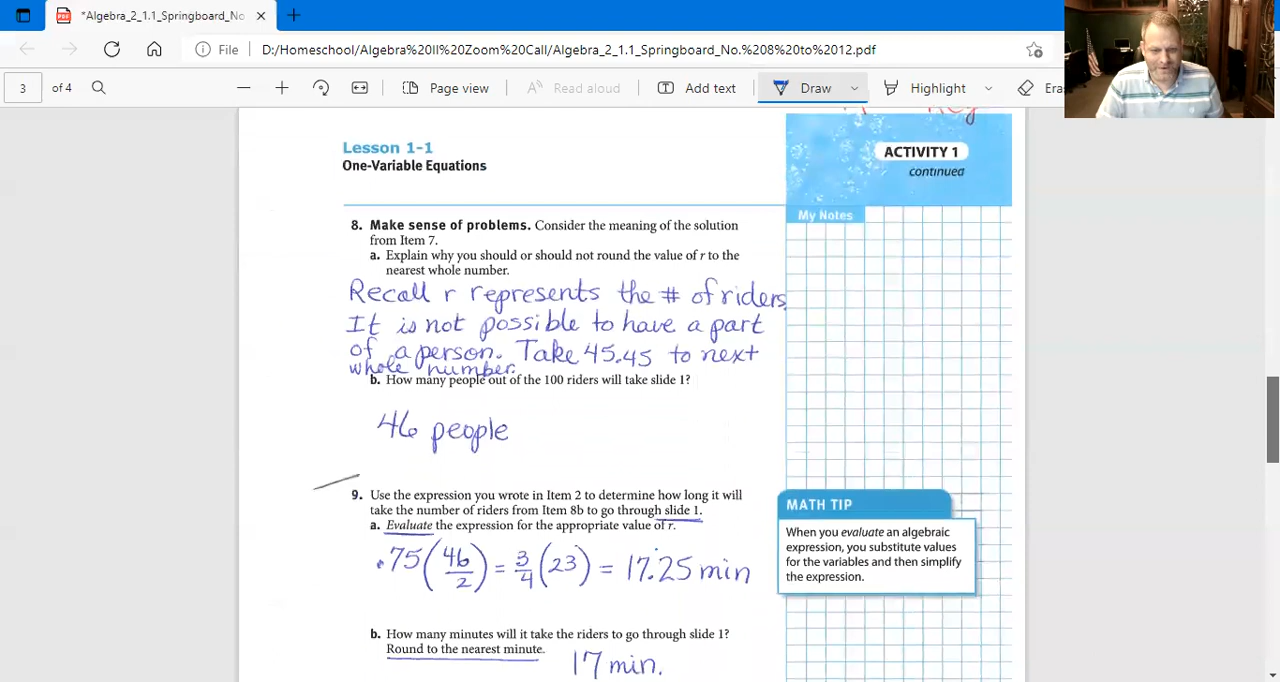 *Algebra_2_1.1_Springboard_No
File
D:/Homeschool/Algebra%20II%20Zoom%20Call/Algebra_2_1.1_Springboard_No.%208%20to%2012.pdf
3 of 4
Page view
Read aloud
Add text
Draw
Highlight
Era
Key
Lesson 1-1
One-Variable Equations
ACTIVITY 1
continued
My Notes
8. Make sense of problems. Consider the meaning of the solution
from Item 7.
a. Explain why you should or should not round the value of r to the
nearest whole number.
Recall r represents the # of riders.
It is not possible to have a part
of a person. Take 45.45 to next
whole number.
b. How many people out of the 100 riders will take slide 1?
46 people
9. Use the expression you wrote in Item 2 to determine how long it will
take the number of riders from Item 8b to go through slide 1.
a. Evaluate the expression for the appropriate value of r.
.75(46/2) = 3/4(23) = 17.25 min
b. How many minutes will it take the riders to go through slide 1?
Round to the nearest minute.
17 min.
MATH TIP
When you evaluate an algebraic
expression, you substitute values
for the variables and then simplify
the expression.